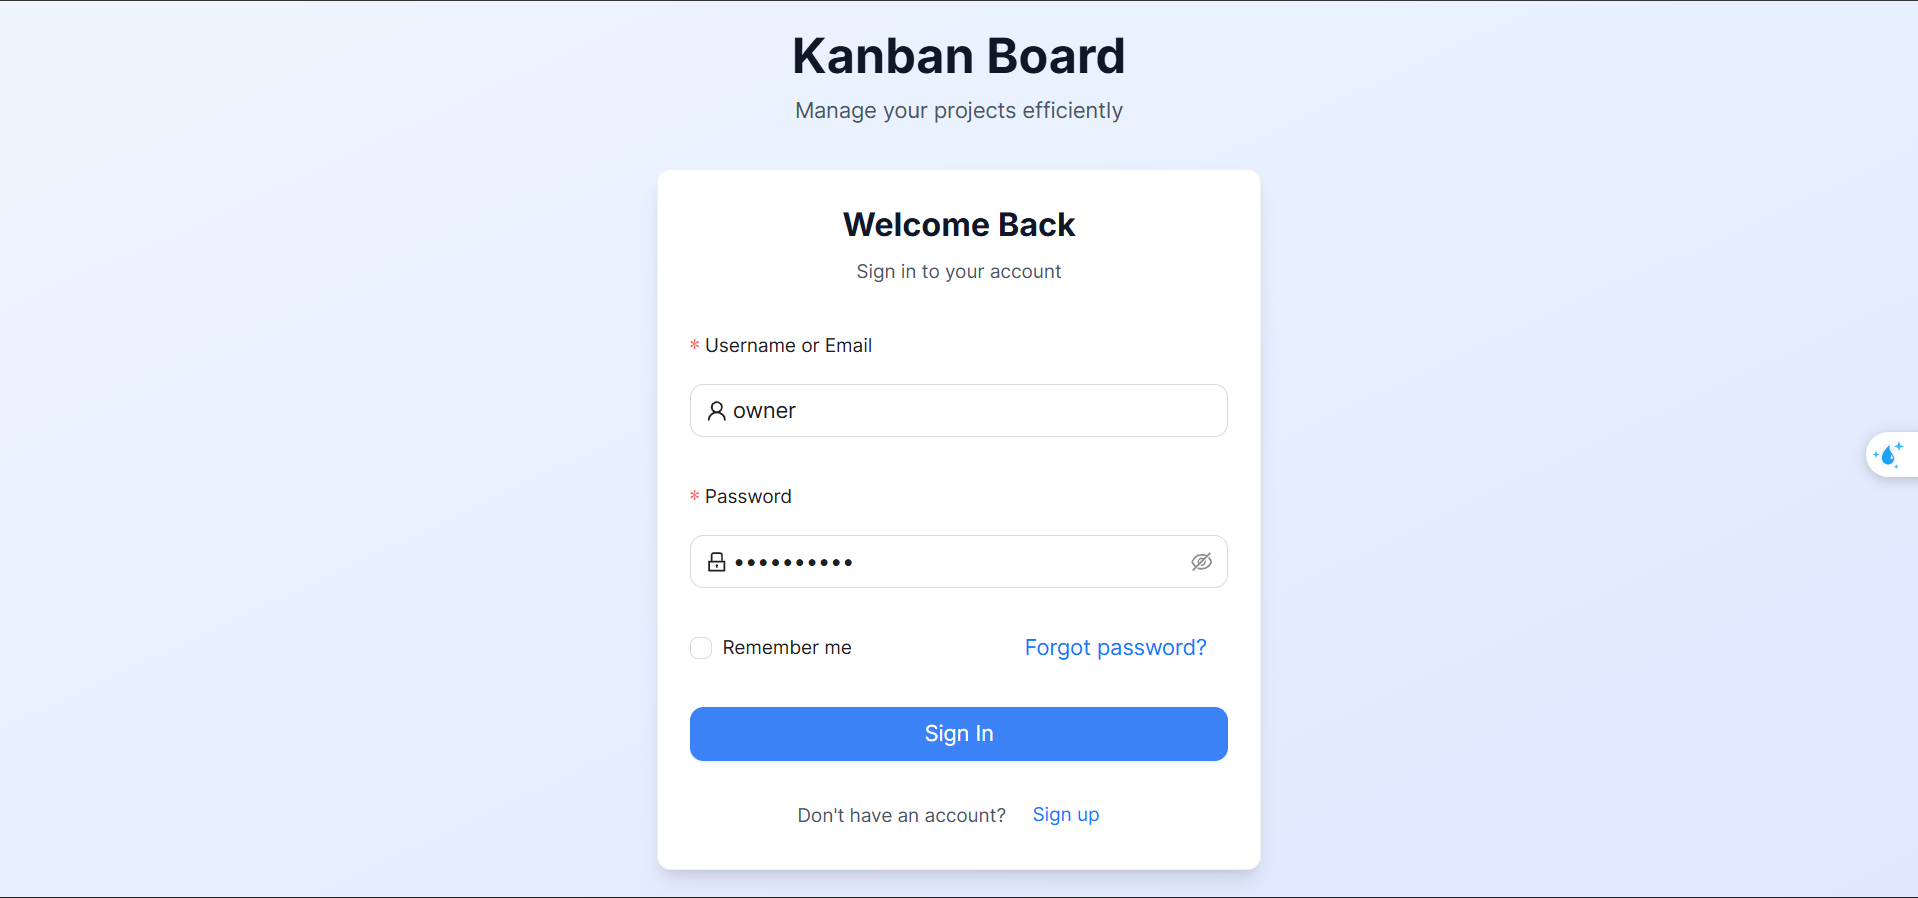 Kanban Board
Manage your projects efficiently
Welcome Back
Sign in to your account
* Username or Email
owner
* Password
••••••••••
Remember me
Forgot password?
Sign In
Don't have an account? Sign up